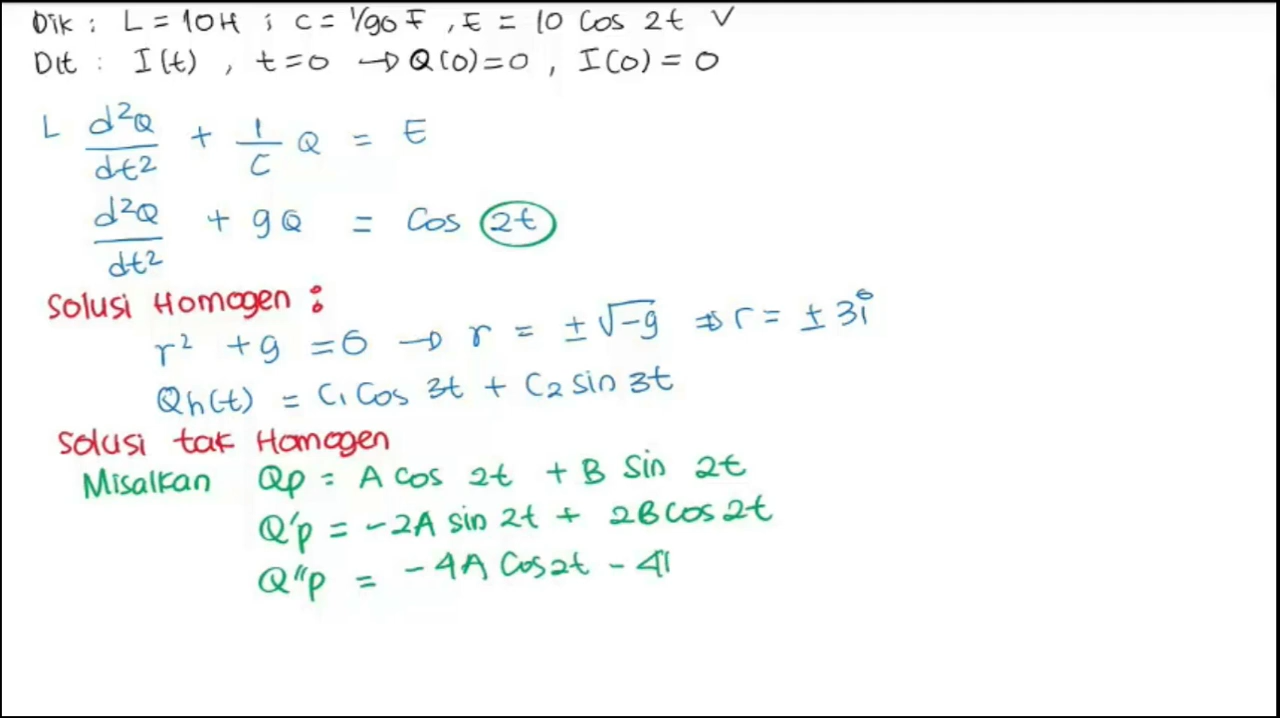 Dik : L = 10H ; C = 1/90 F , E = 10 Cos 2t V
Dit : I(t) , t=0 → Q(0)=0 , I(0) = 0
L d²Q/dt² + 1/C Q = E
d²Q/dt² + 9Q = Cos 2t
Solusi Homogen :
r² + 9 = 0 → r = ± √-9 ⇒ r = ± 3i
Qh(t) = C₁ Cos 3t + C₂ sin 3t
Solusi tak Homogen
Misalkan Qp = A cos 2t + B Sin 2t
Q'p = -2A sin 2t + 2B cos 2t
Q"p = -4A Cos2t - 4